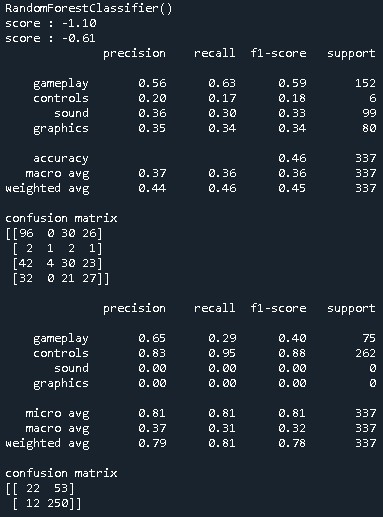 RandomForestClassifier()
score : -1.10
score : -0.61
precision recall f1-score support
gameplay 0.56 0.63 0.59 152
controls 0.20 0.17 0.18 6
sound 0.36 0.30 0.33 99
graphics 0.35 0.34 0.34 80
accuracy 0.46 337
macro avg 0.37 0.36 0.36 337
weighted avg 0.44 0.46 0.45 337
confusion matrix
[[96 0 30 26]
[ 2 1 2 1]
[42 4 30 23]
[32 0 21 27]]
precision recall f1-score support
gameplay 0.65 0.29 0.40 75
controls 0.83 0.95 0.88 262
sound 0.00 0.00 0.00 0
graphics 0.00 0.00 0.00 0
micro avg 0.81 0.81 0.81 337
macro avg 0.37 0.31 0.32 337
weighted avg 0.79 0.81 0.78 337
confusion matrix
[[ 22 53]
[ 12 250]]